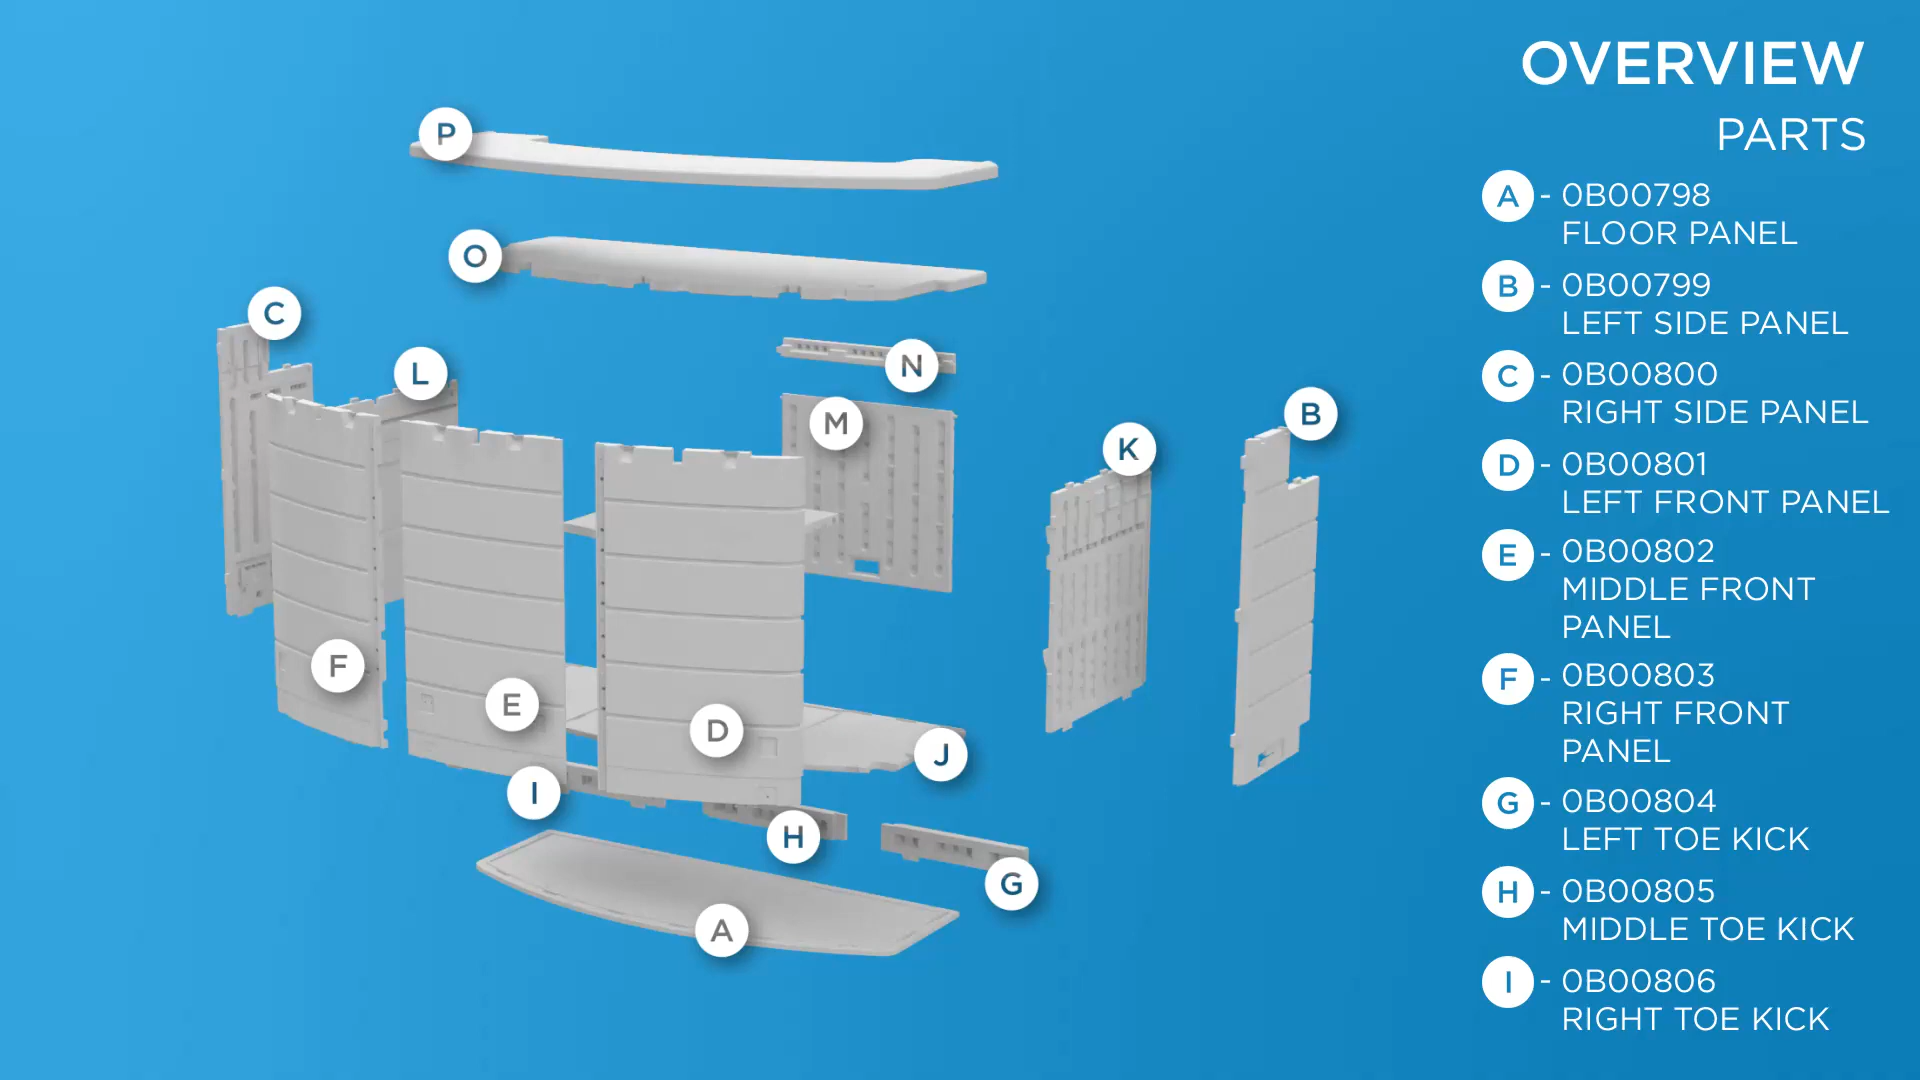 OVERVIEW
PARTS
A - 0B00798
FLOOR PANEL
B - 0B00799
LEFT SIDE PANEL
C - 0B00800
RIGHT SIDE PANEL
D - 0B00801
LEFT FRONT PANEL
E - 0B00802
MIDDLE FRONT
PANEL
F - 0B00803
RIGHT FRONT
PANEL
G - 0B00804
LEFT TOE KICK
H - 0B00805
MIDDLE TOE KICK
I - 0B00806
RIGHT TOE KICK
P
O
C
L
N
M
B
K
F
E
D
J
I
H
G
A